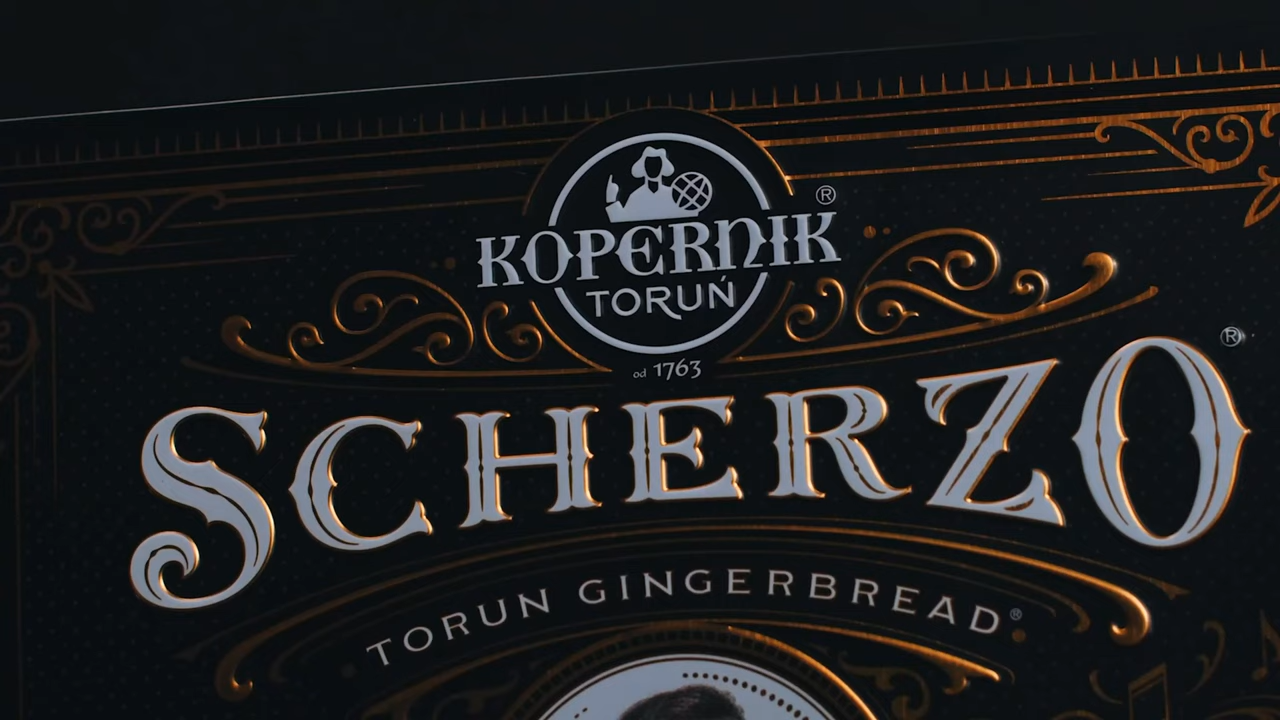 KOPERNIK®
TORUŃ
od 1763
SCHERZO®
TORUN GINGERBREAD®